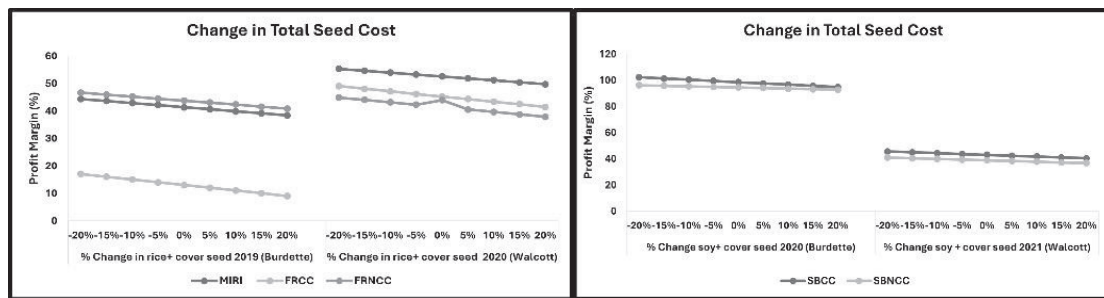 Change in Total Seed Cost
Profit Margin (%)
60
50
40
30
20
10
0
-20% -15% -10% -5% 0% 5% 10% 15% 20% -20% -15% -10% -5% 0% 5% 10% 15% 20%
% Change in rice+ cover seed 2019 (Burdette) % Change in rice+ cover seed 2020 (Walcott)
MIRI FRCC FRNCC
Change in Total Seed Cost
Profit Margin (%)
120
100
80
60
40
20
0
-20% -15% -10% -5% 0% 5% 10% 15% 20% -20% -15% -10% -5% 0% 5% 10% 15% 20%
% Change soy+ cover seed 2020 (Burdette) % Change soy + cover seed 2021 (Walcott)
SBCC SBNCC